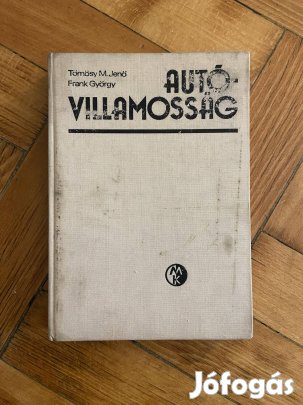 Tömösy M. Jenő
Frank György
AUTÓ-
VILLAMOSSÁG
MK
Jófogás